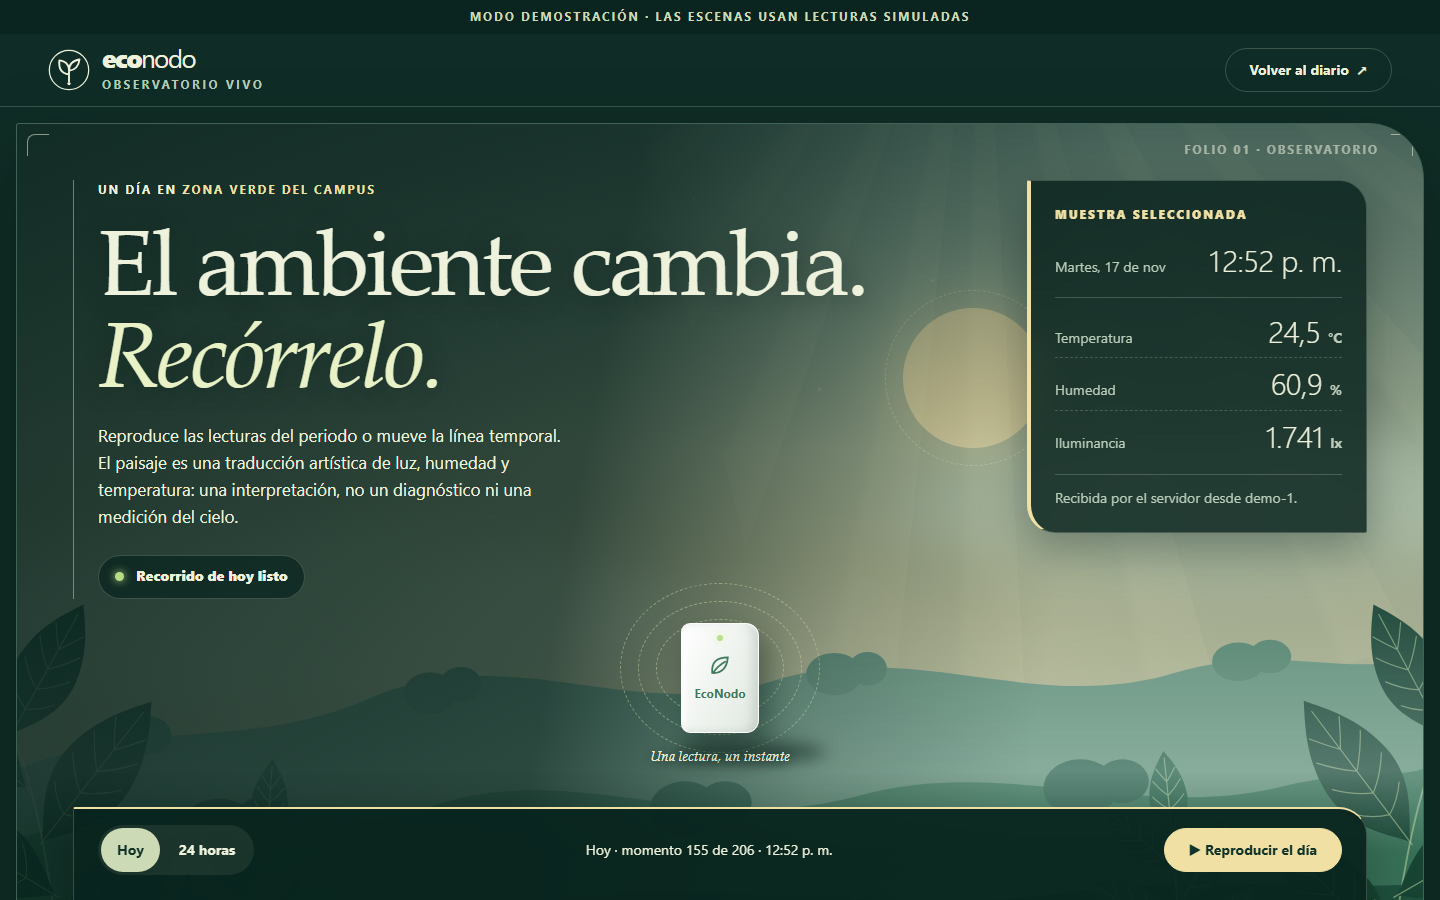 MODO DEMOSTRACIÓN · LAS ESCENAS USAN LECTURAS SIMULADAS
econodo
OBSERVATORIO VIVO
Volver al diario ↗
FOLIO 01 · OBSERVATORIO
UN DÍA EN ZONA VERDE DEL CAMPUS
El ambiente cambia.
Recórrelo.
Reproduce las lecturas del periodo o mueve la línea temporal.
El paisaje es una traducción artística de luz, humedad y
temperatura: una interpretación, no un diagnóstico ni una
medición del cielo.
Recorrido de hoy listo
MUESTRA SELECCIONADA
Martes, 17 de nov 12:52 p. m.
Temperatura 24,5 °C
Humedad 60,9 %
Iluminancia 1.741 lx
Recibida por el servidor desde demo-1.
EcoNodo
Una lectura, un instante
Hoy 24 horas
Hoy · momento 155 de 206 · 12:52 p. m.
▶ Reproducir el día